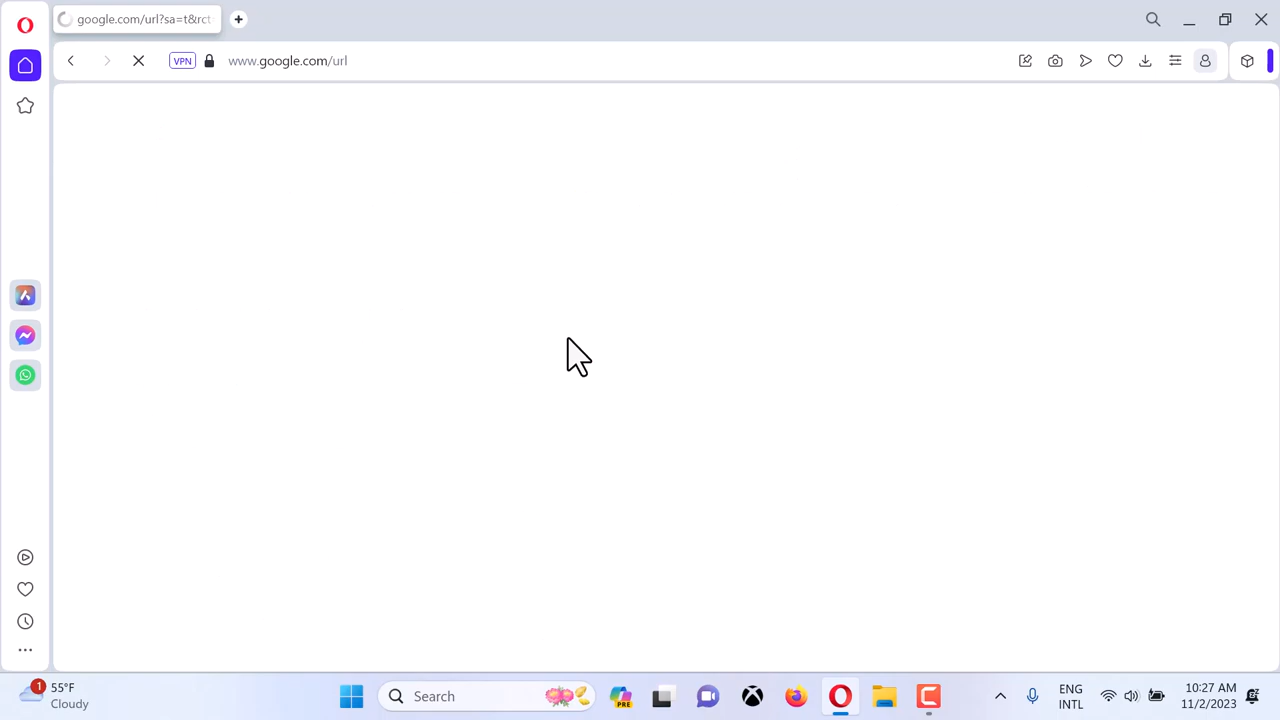 google.com/url?sa=t&rct
VPN
www.google.com/url
1
55°F
Cloudy
Search
PRE
ENG
INTL
10:27 AM
11/2/2023